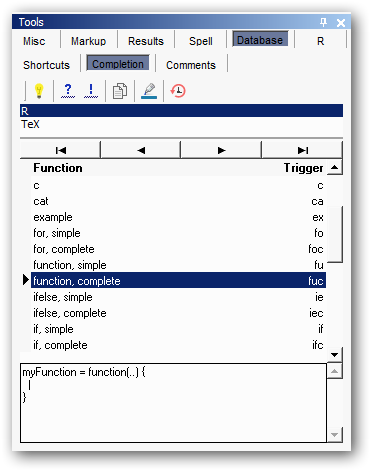 Tools
Misc Markup Results Spell Database R
Shortcuts Completion Comments
? !
R
TeX
Function Trigger
c c
cat ca
example ex
for, simple fo
for, complete foc
function, simple fu
function, complete fuc
ifelse, simple ie
ifelse, complete iec
if, simple if
if, complete ifc
myFunction = function(..) {
|
}